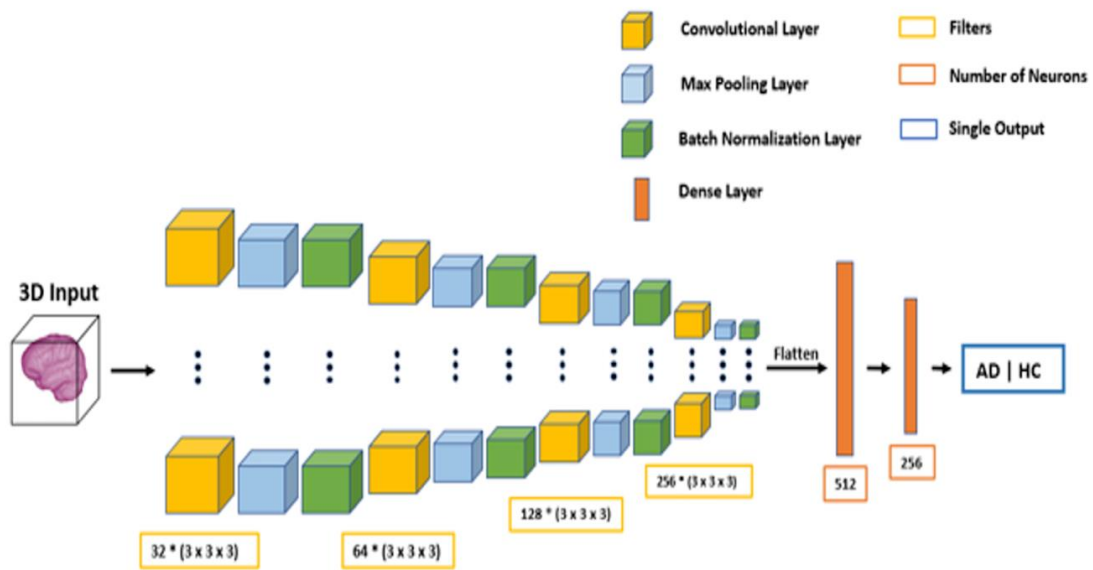 Convolutional Layer
Filters
Max Pooling Layer
Number of Neurons
Batch Normalization Layer
Single Output
Dense Layer
3D Input
Flatten
AD | HC
256
512
256 * (3 x 3 x 3)
128 * (3 x 3 x 3)
32 * (3 x 3 x 3)
64 * (3 x 3 x 3)